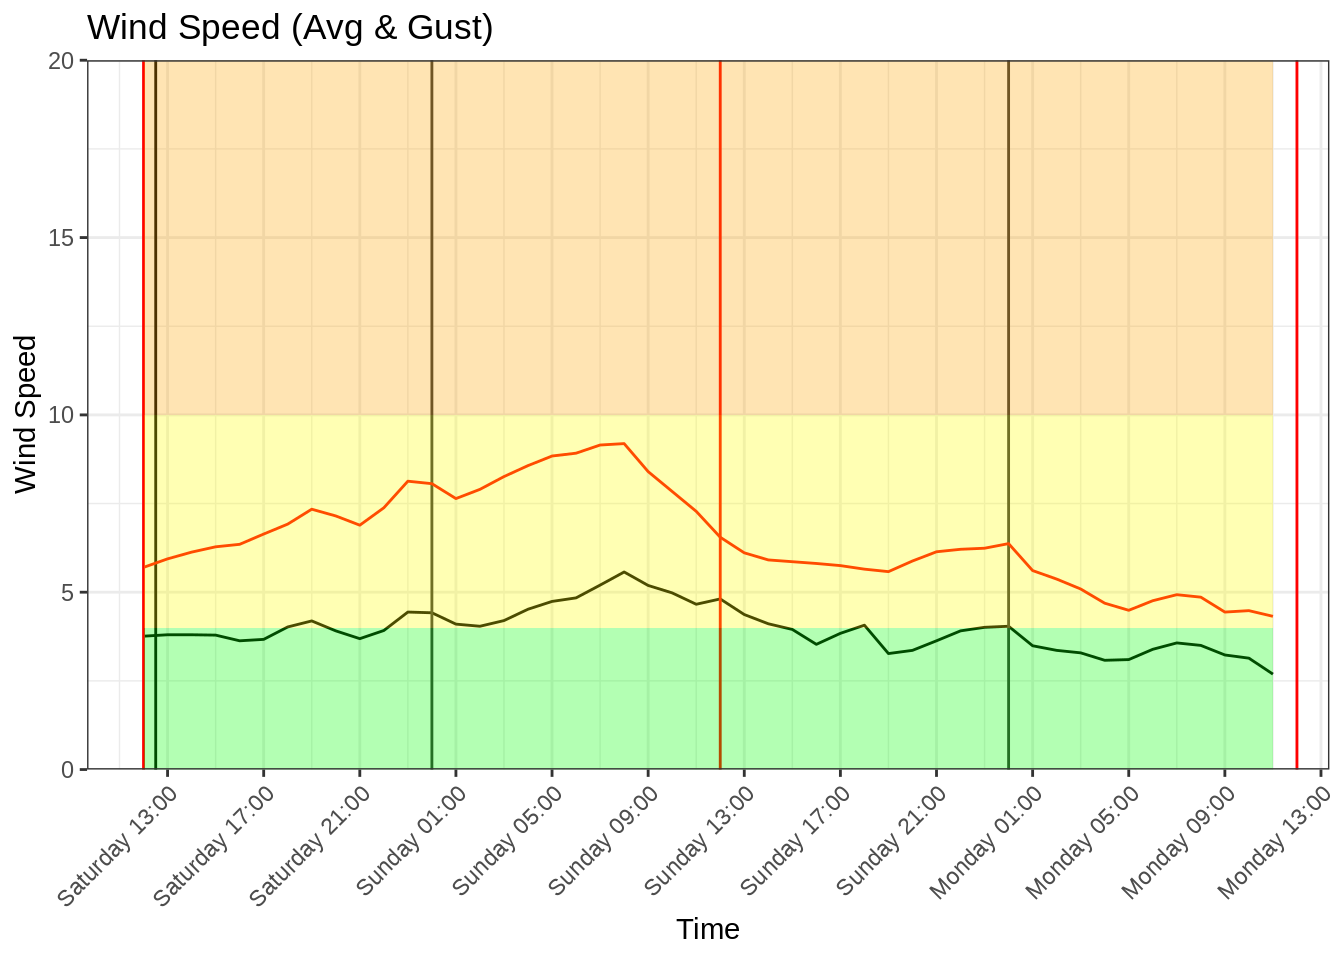 Wind Speed (Avg & Gust)
20
15
10
5
0
Wind Speed
Saturday 13:00
Saturday 17:00
Saturday 21:00
Sunday 01:00
Sunday 05:00
Sunday 09:00
Sunday 13:00
Sunday 17:00
Sunday 21:00
Monday 01:00
Monday 05:00
Monday 09:00
Monday 13:00
Time